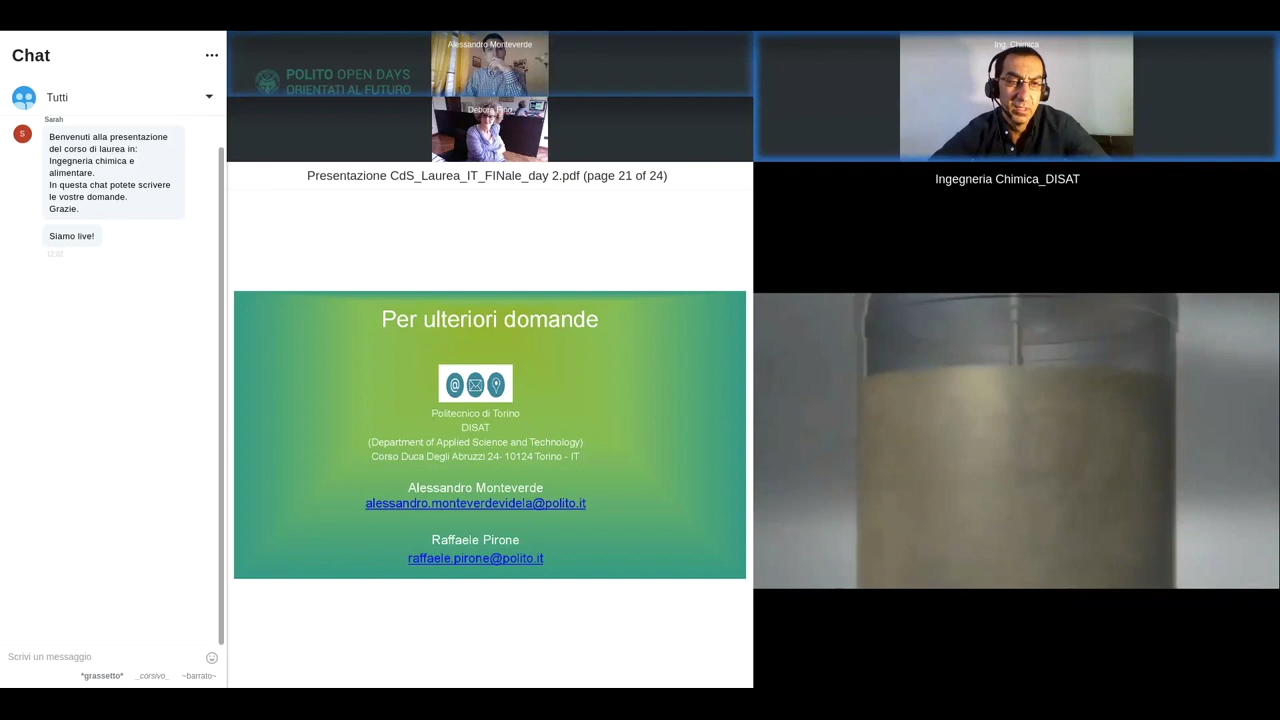 Chat
Tutti
Sarah
S
Benvenuti alla presentazione
del corso di laurea in:
Ingegneria chimica e
alimentare.
In questa chat potete scrivere
le vostre domande.
Grazie.
Siamo live!
12:02
Scrivi un messaggio
*grassetto* _corsivo_ ~barrato~
POLITO OPEN DAYS
ORIENTATI AL FUTURO
Alessandro Monteverde
Debora Fino
Ing. Chimica
Presentazione CdS_Laurea_IT_FINale_day 2.pdf (page 21 of 24)
Ingegneria Chimica_DISAT
Per ulteriori domande
@
Politecnico di Torino
DISAT
(Department of Applied Science and Technology)
Corso Duca Degli Abruzzi 24- 10124 Torino - IT
Alessandro Monteverde
alessandro.monteverdevidela@polito.it
Raffaele Pirone
raffaele.pirone@polito.it